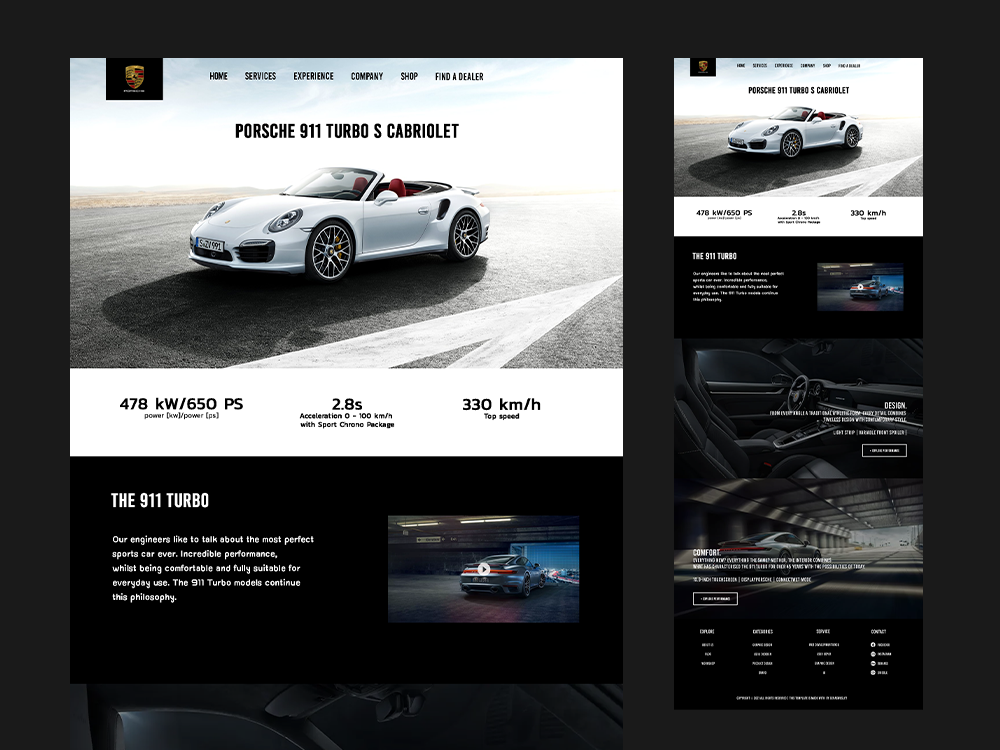 HOME SERVICES EXPERIENCE COMPANY SHOP FIND A DEALER
PORSCHE 911 TURBO S CABRIOLET
S:ZV 991
478 kW/650 PS
power [kw]/power [ps]
2.8s
Acceleration 0 - 100 km/h
with Sport Chrono Package
330 km/h
Top speed
THE 911 TURBO
Our engineers like to talk about the most perfect
sports car ever. Incredible performance,
whilst being comfortable and fully suitable for
everyday use. The 911 Turbo models continue
this philosophy.
HOME SERVICES EXPERIENCE COMPANY SHOP FIND A DEALER
PORSCHE 911 TURBO S CABRIOLET
478 kW/650 PS
power [kw]/power [ps]
2.8s
Acceleration 0 - 100 km/h
with Sport Chrono Package
330 km/h
Top speed
THE 911 TURBO
Our engineers like to talk about the most perfect
sports car ever. Incredible performance,
whilst being comfortable and fully suitable for
everyday use. The 911 Turbo models continue
this philosophy.
DESIGN.
TIMELESS DESIGN WITH CONTEMPORARY STYLE
COMFORT.
EXPLORE
CATEGORIES
SERVICE
CONTACT